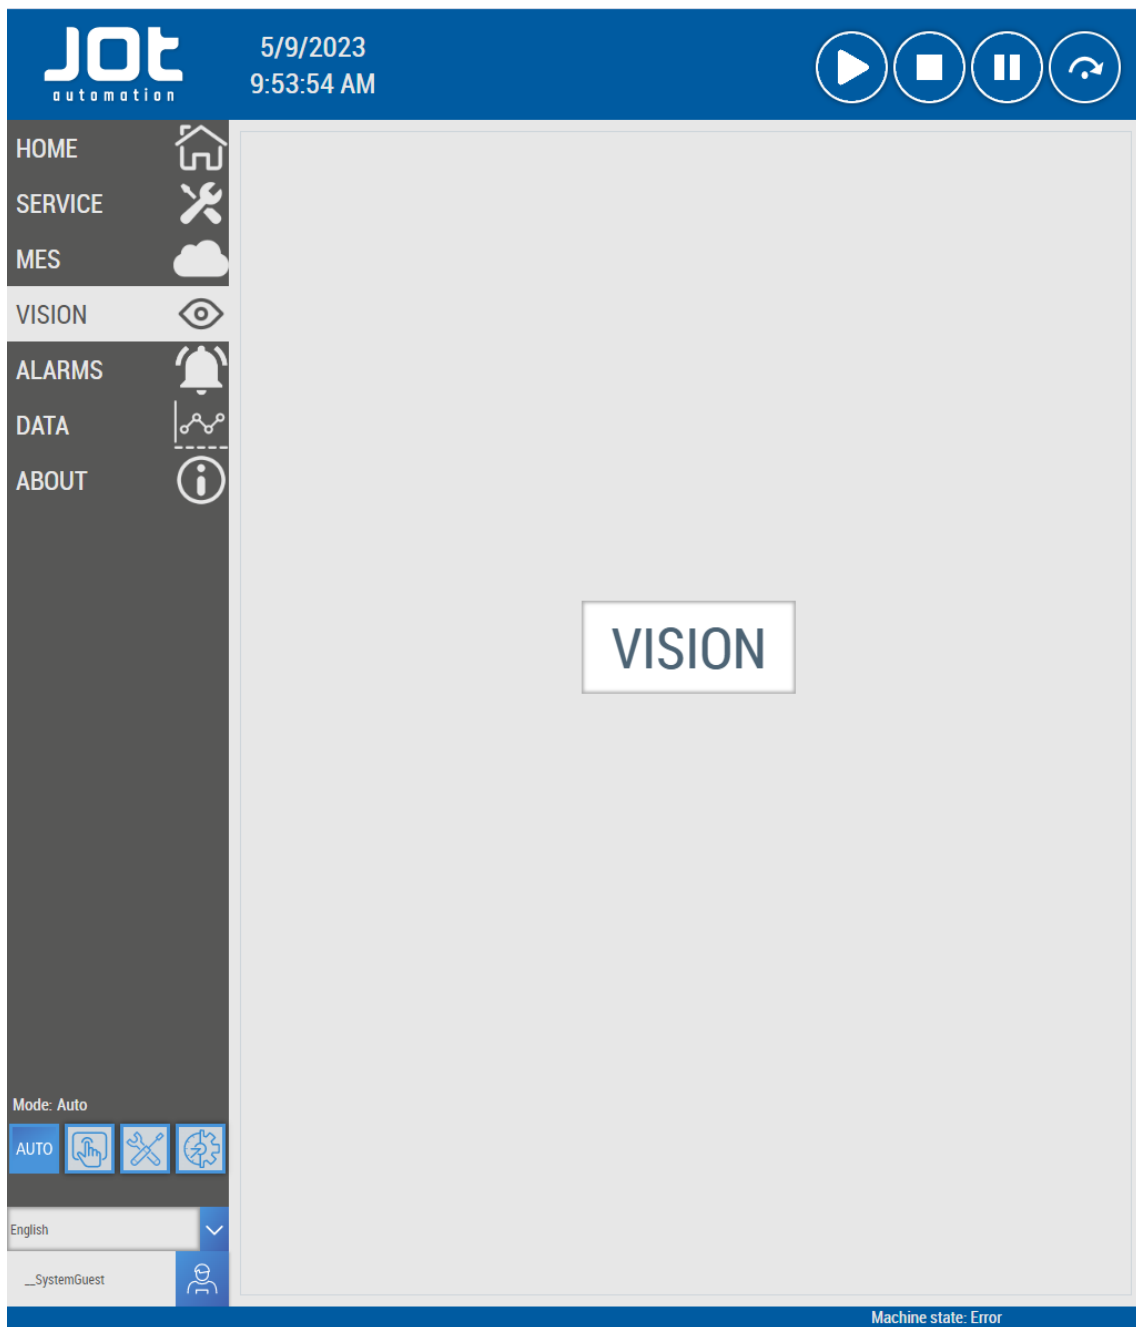 JOT
automation
5/9/2023
9:53:54 AM
HOME
SERVICE
MES
VISION
ALARMS
DATA
ABOUT
VISION
Mode: Auto
AUTO
English
__SystemGuest
Machine state: Error